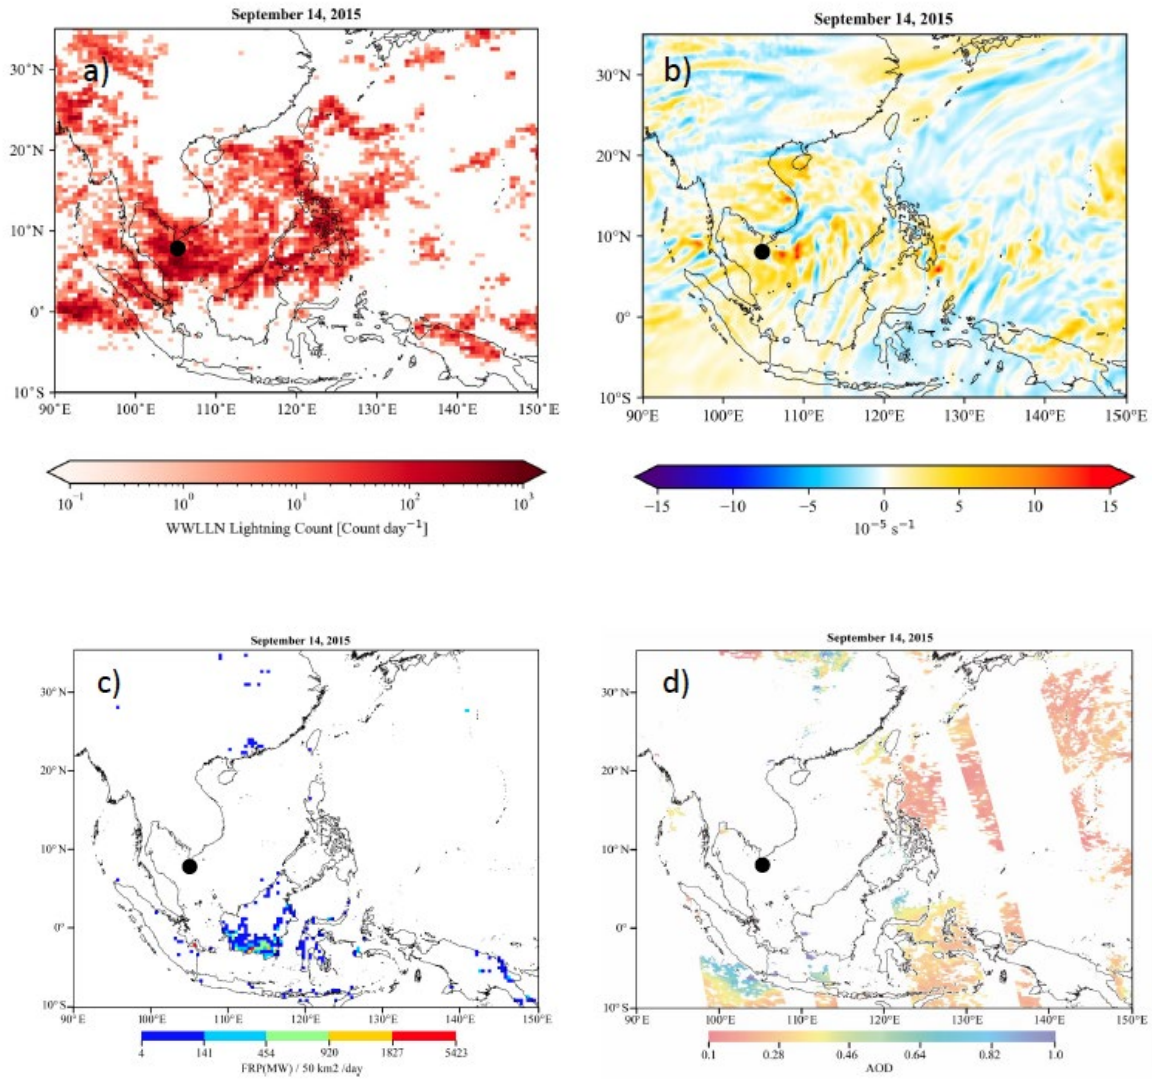 September 14, 2015
a)
30°N
20°N
10°N
0°
10°S
90°E 100°E 110°E 120°E 130°E 140°E 150°E
10⁻¹ 10⁰ 10¹ 10² 10³
WWLLN Lightning Count [Count day⁻¹]
September 14, 2015
b)
30°N
20°N
10°N
0°
10°S
90°E 100°E 110°E 120°E 130°E 140°E 150°E
−15 −10 −5 0 5 10 15
10⁻⁵ s⁻¹
September 14, 2015
c)
30° N
20° N
10° N
0°
10° S
90° E 100° E 110° E 120° E 130° E 140° E 150° E
4 141 454 920 1827 5423
FRP(MW) / 50 km2 /day
September 14, 2015
d)
30° N
20° N
10° N
0°
10° S
100° E 110° E 120° E 130° E 140° E 150° E
0.1 0.28 0.46 0.64 0.82 1.0
AOD